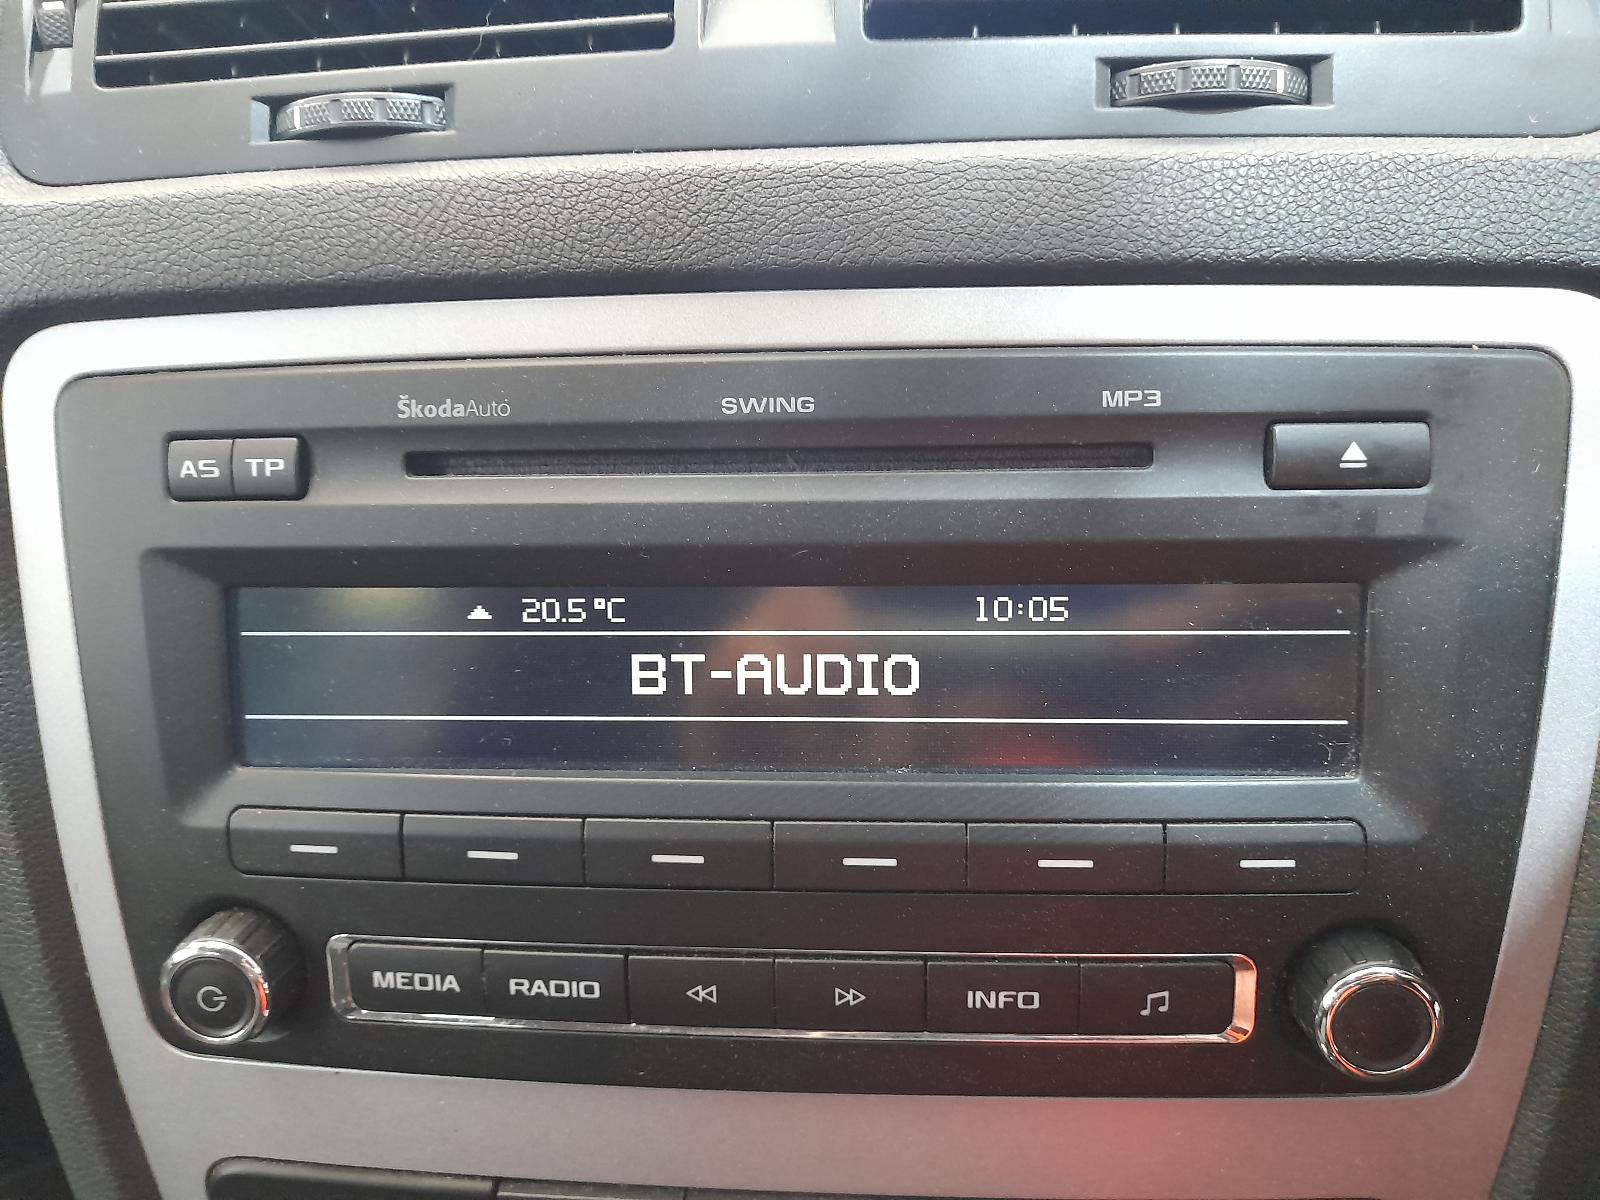 ŠkodaAuto SWING MP3
AS TP
20.5°C 10:05
BT-AUDIO
MEDIA RADIO INFO